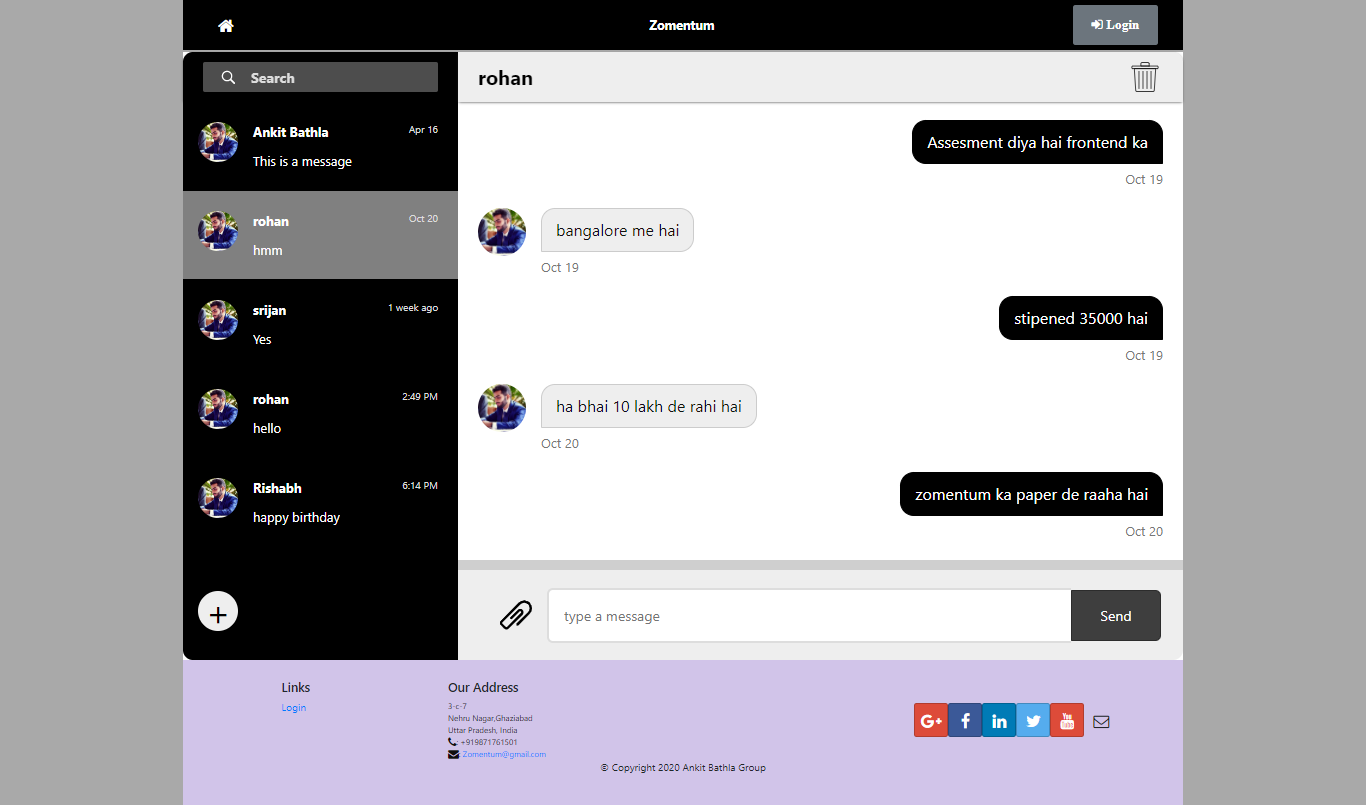 Zomentum
Login
Search
Ankit Bathla
Apr 16
This is a message
rohan
Oct 20
hmm
srijan
1 week ago
Yes
rohan
2:49 PM
hello
Rishabh
6:14 PM
happy birthday
+
rohan
Assesment diya hai frontend ka
Oct 19
bangalore me hai
Oct 19
stipened 35000 hai
Oct 19
ha bhai 10 lakh de rahi hai
Oct 20
zomentum ka paper de raaha hai
Oct 20
type a message
Send
Links
Login
Our Address
3-c-7
Nehru Nagar,Ghaziabad
Uttar Pradesh, India
: +919871761501
: Zomentum@gmail.com
G+ f in You Tube
© Copyright 2020 Ankit Bathla Group